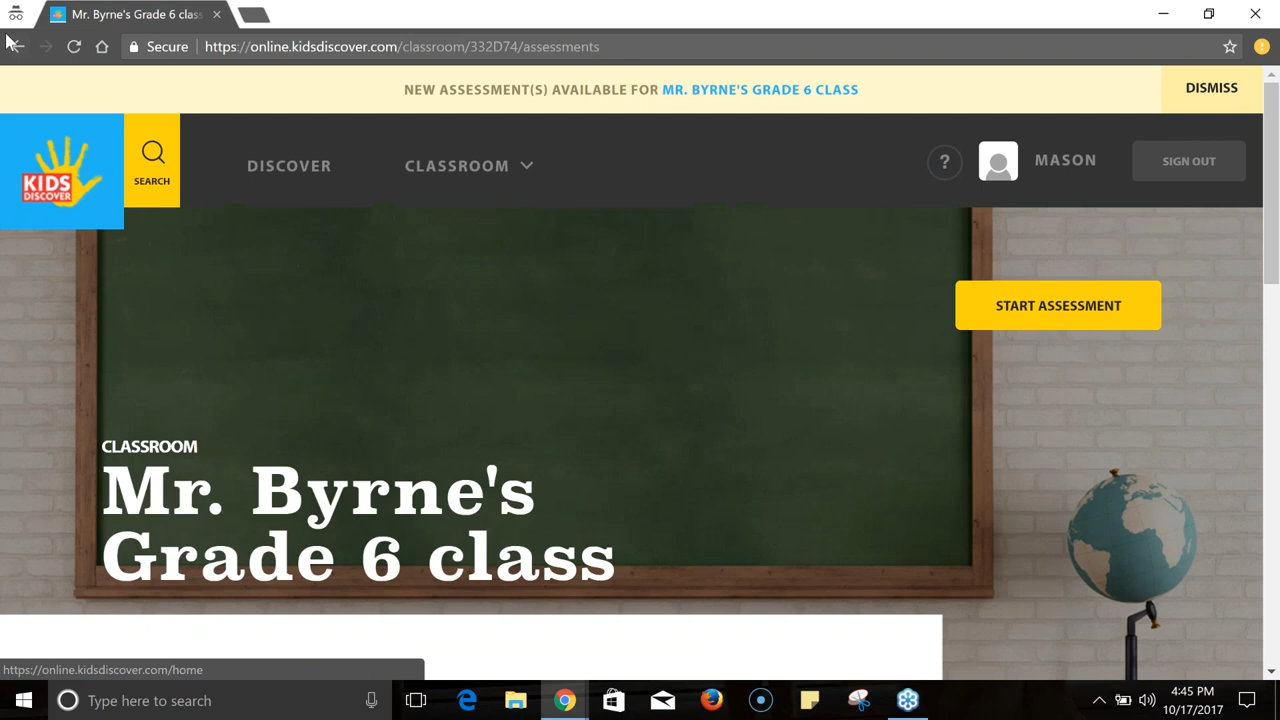 Mr. Byrne's Grade 6 clas
Secure
https://online.kidsdiscover.com/classroom/332D74/assessments
NEW ASSESSMENT(S) AVAILABLE FOR MR. BYRNE'S GRADE 6 CLASS
DISMISS
KIDS
DISCOVER
SEARCH
DISCOVER
CLASSROOM
?
MASON
SIGN OUT
START ASSESSMENT
CLASSROOM
Mr. Byrne's
Grade 6 class
https://online.kidsdiscover.com/home
Type here to search
4:45 PM
10/17/2017